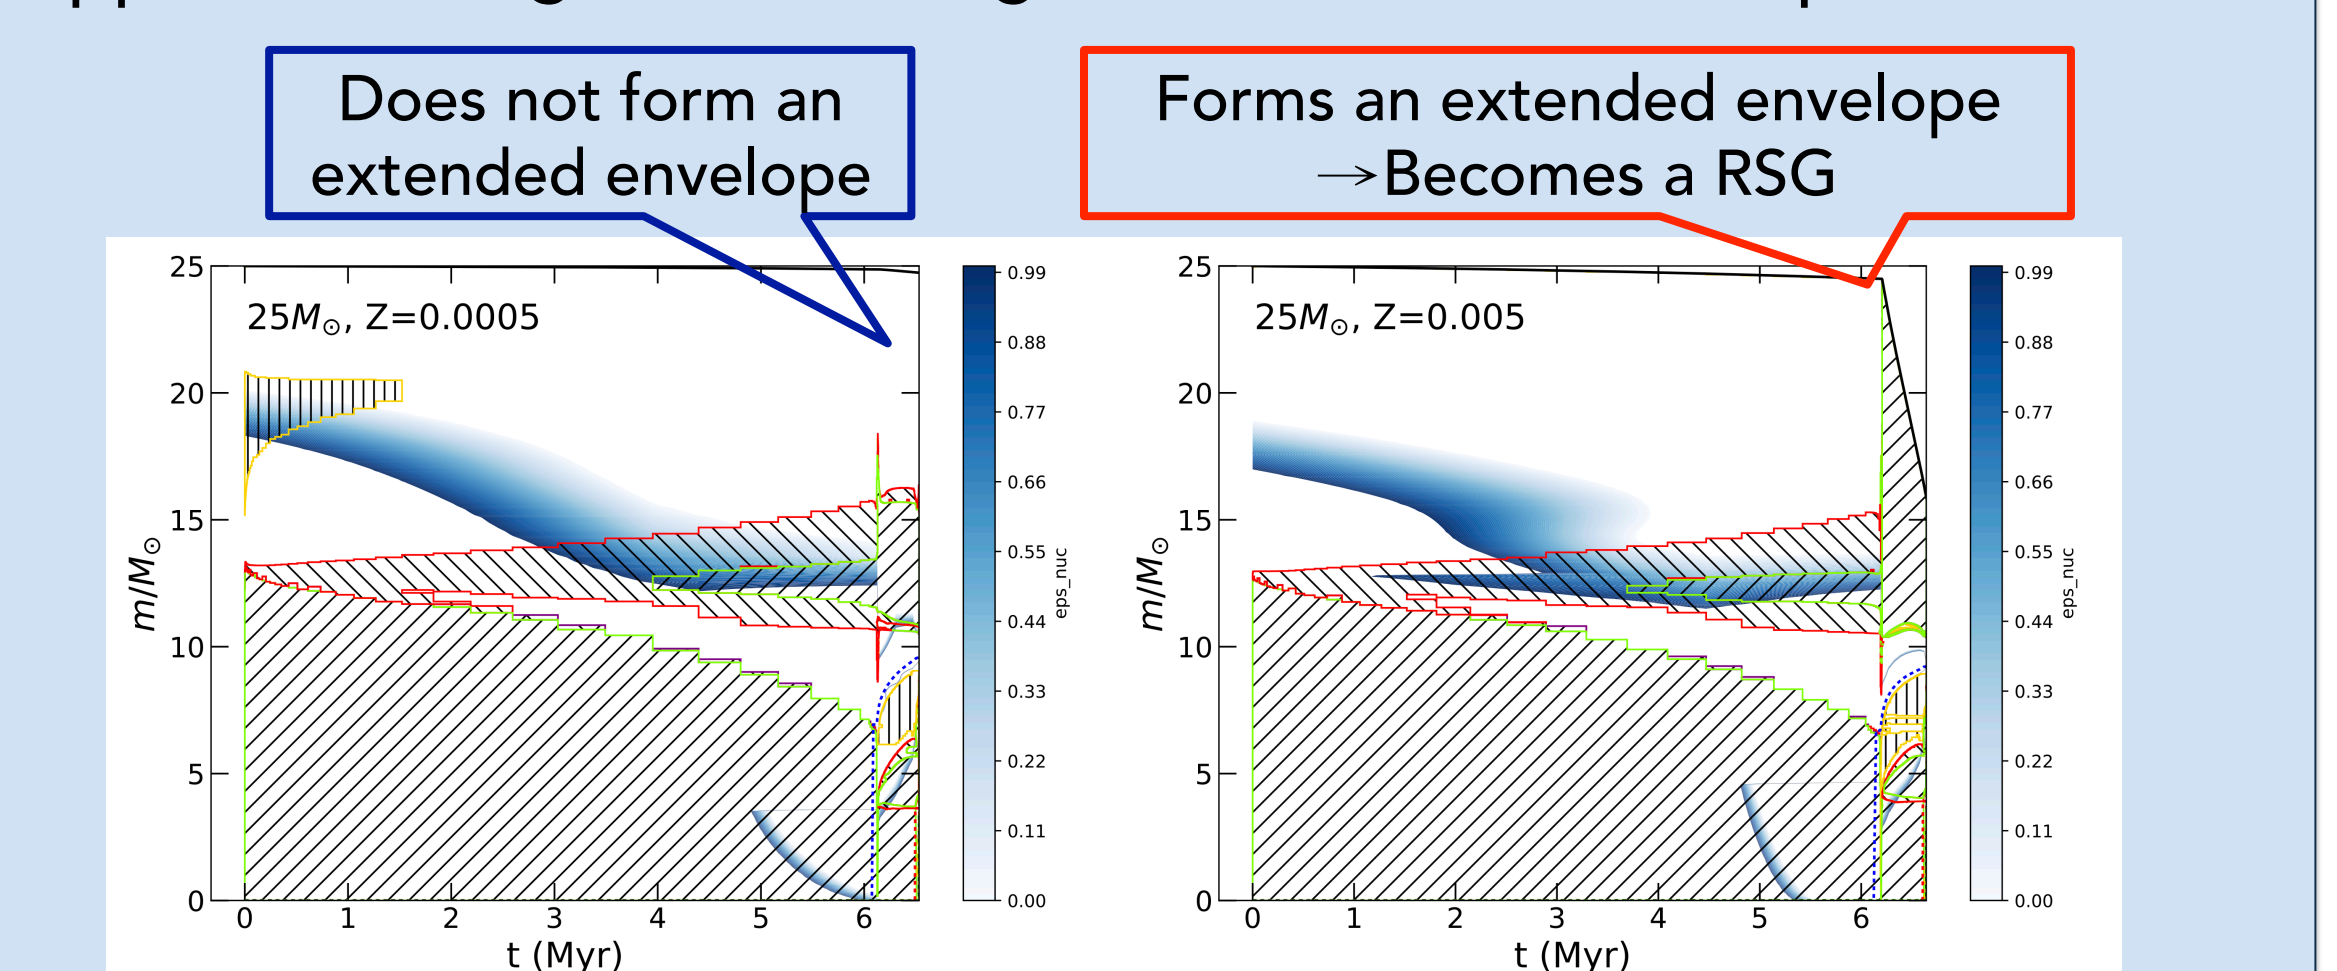 Does not form an
extended envelope
Forms an extended envelope
→Becomes a RSG
25M☉, Z=0.0005
25
20
15
10
5
0
m/M☉
0 1 2 3 4 5 6
t (Myr)
0.99
0.88
0.77
0.66
0.55
0.44
0.33
0.22
0.11
0.00
eps_nuc
25M☉, Z=0.005
25
20
15
10
5
0
m/M☉
0 1 2 3 4 5 6
t (Myr)
0.99
0.88
0.77
0.66
0.55
0.44
0.33
0.22
0.11
0.00
eps_nuc